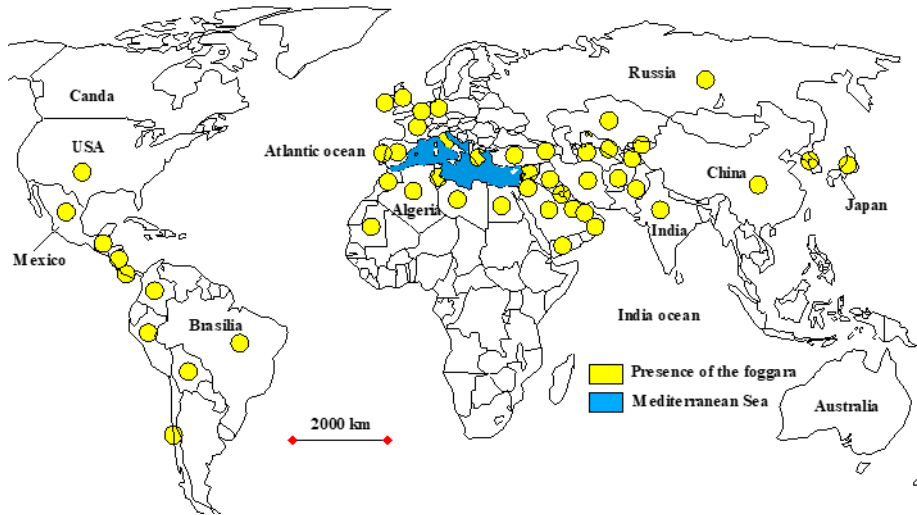 Russia
Canda
USA
Atlantic ocean
China
Algeria
Japan
India
Mexico
India ocean
Brasilia
Presence of the foggara
Mediterranean Sea
Australia
2000 km